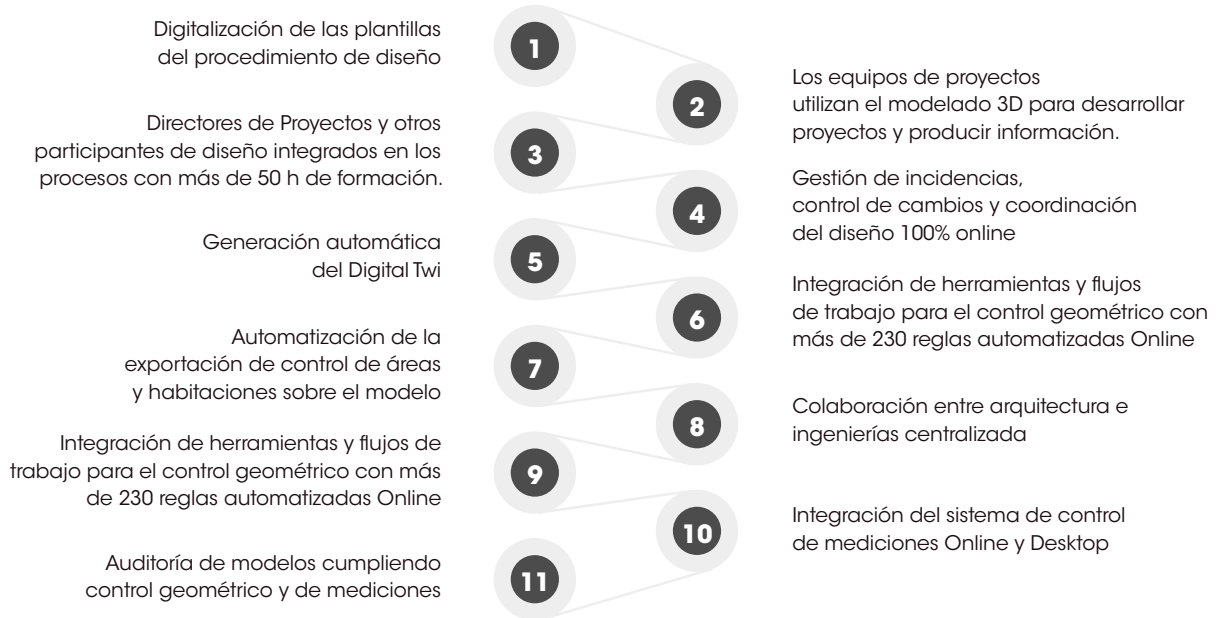 Digitalización de las plantillas
del procedimiento de diseño
1
2
Los equipos de proyectos
utilizan el modelado 3D para desarrollar
proyectos y producir información.
Directores de Proyectos y otros
participantes de diseño integrados en los
procesos con más de 50 h de formación.
3
4
Gestión de incidencias,
control de cambios y coordinación
del diseño 100% online
Generación automática
del Digital Twi
5
6
Integración de herramientas y flujos
de trabajo para el control geométrico con
más de 230 reglas automatizadas Online
Automatización de la
exportación de control de áreas
y habitaciones sobre el modelo
7
8
Colaboración entre arquitectura e
ingenierías centralizada
Integración de herramientas y flujos de
trabajo para el control geométrico con más
de 230 reglas automatizadas Online
9
10
Integración del sistema de control
de mediciones Online y Desktop
Auditoría de modelos cumpliendo
control geométrico y de mediciones
11